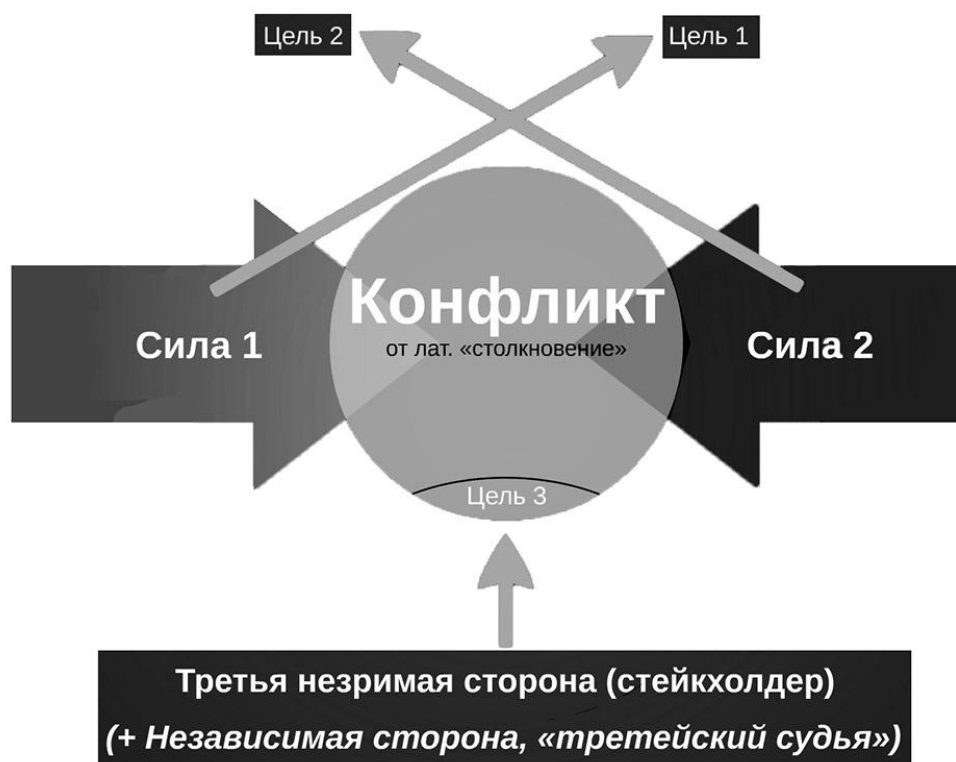 Цель 2
Цель 1
Конфликт
от лат. «столкновение»
Сила 1
Сила 2
Цель 3
Третья незримая сторона (стейкхолдер)
(+ Независимая сторона, «третейский судья»)